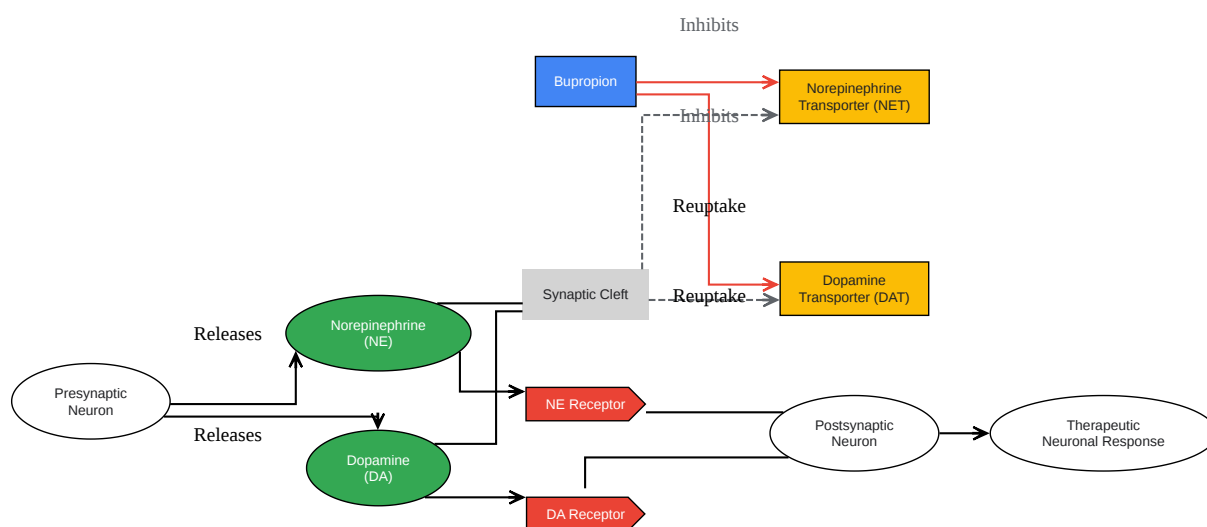 Inhibits
Bupropion
Norepinephrine
Transporter (NET)
Inhibits
Reuptake
Dopamine
Transporter (DAT)
Synaptic Cleft
Reuptake
Releases
Norepinephrine
(NE)
Presynaptic
Neuron
NE Receptor
Postsynaptic
Neuron
Therapeutic
Neuronal Response
Releases
Dopamine
(DA)
DA Receptor